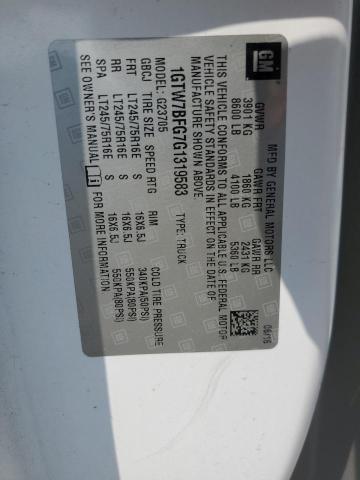 GM
MFD BY GENERAL MOTORS LLC
06/16
GVWR GAWR FRT GAWR RR
3901 KG 1860 KG 2431 KG
8600 LB 4100 LB 5360 LB
THIS VEHICLE CONFORMS TO ALL APPLICABLE U.S. FEDERAL MOTOR
VEHICLE SAFETY STANDARDS IN EFFECT ON THE DATE OF
MANUFACTURE SHOWN ABOVE.
1GTW7BFG7G1319583 TYPE: TRUCK
MODEL: G23705
GBCJ TIRE SIZE SPEED RTG RIM COLD TIRE PRESSURE
FRT LT245/75R16E S 16X6.5J 340KPA(50PSI)
RR LT245/75R16E S 16X6.5J 550KPA(80PSI)
SPA LT245/75R16E S 16X6.5J 550KPA(80PSI)
SEE OWNER'S MANUAL FOR MORE INFORMATION